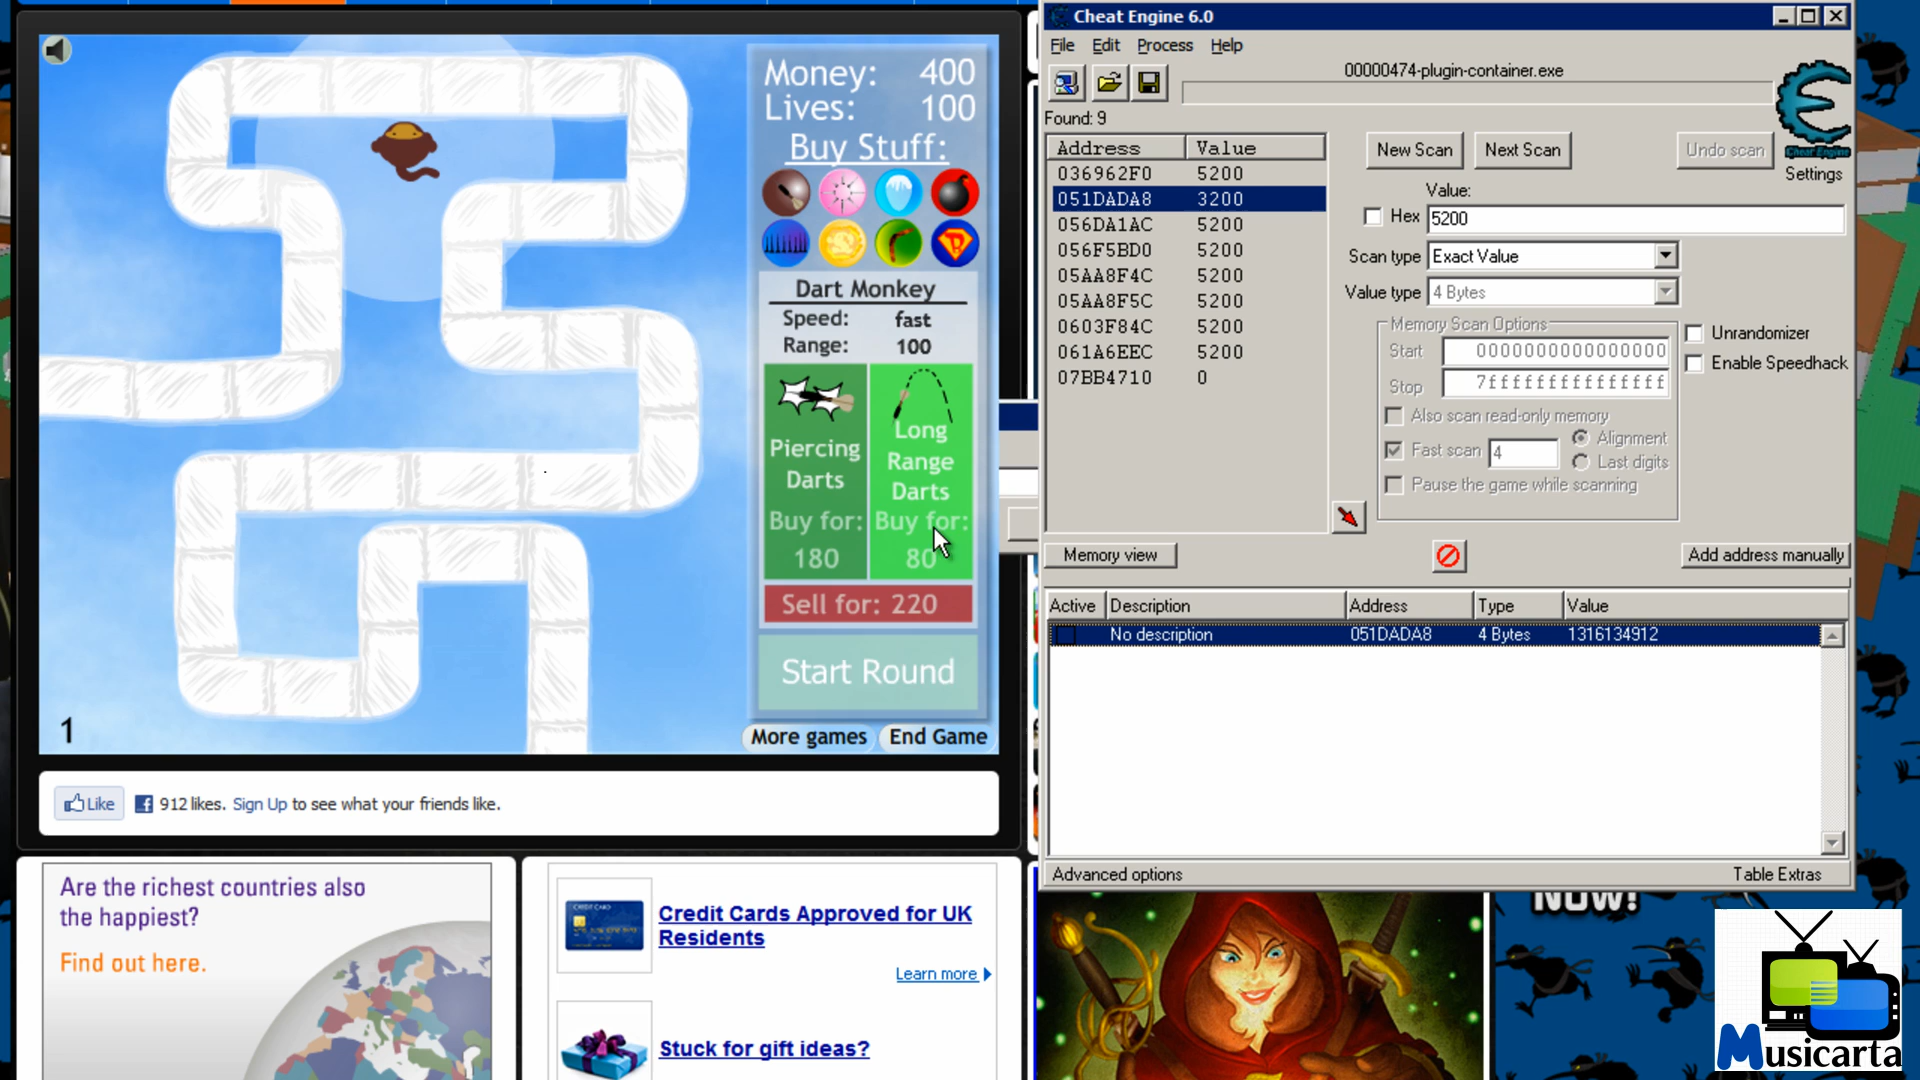 Money: 400
Lives: 100
Buy Stuff:
Dart Monkey
Speed: fast
Range: 100
Piercing Darts
Buy for: 180
Long Range Darts
Buy for: 80
Sell for: 220
Start Round
1
More games End Game
Like
912 likes. Sign Up to see what your friends like.
Are the richest countries also
the happiest?
Find out here.
Credit Cards Approved for UK
Residents
Learn more
Stuck for gift ideas?
Cheat Engine 6.0
File Edit Process Help
00000474-plugin-container.exe
Found: 9
Address Value
036962F0 5200
051DADA8 3200
056DA1AC 5200
056F5BD0 5200
05AA8F4C 5200
05AA8F5C 5200
0603F84C 5200
061A6EEC 5200
07BB4710 0
New Scan Next Scan Undo scan
Cheat Engine
Settings
Value:
Hex 5200
Scan type Exact Value
Value type 4 Bytes
Memory Scan Options
Start 0000000000000000
Stop 7fffffffffffffff
Also scan read-only memory
Fast scan 4 Alignment
Last digits
Pause the game while scanning
Unrandomizer
Enable Speedhack
Memory view Add address manually
Active Description Address Type Value
No description 051DADA8 4 Bytes 1316134912
Advanced options Table Extras
NOW!
Musicarta